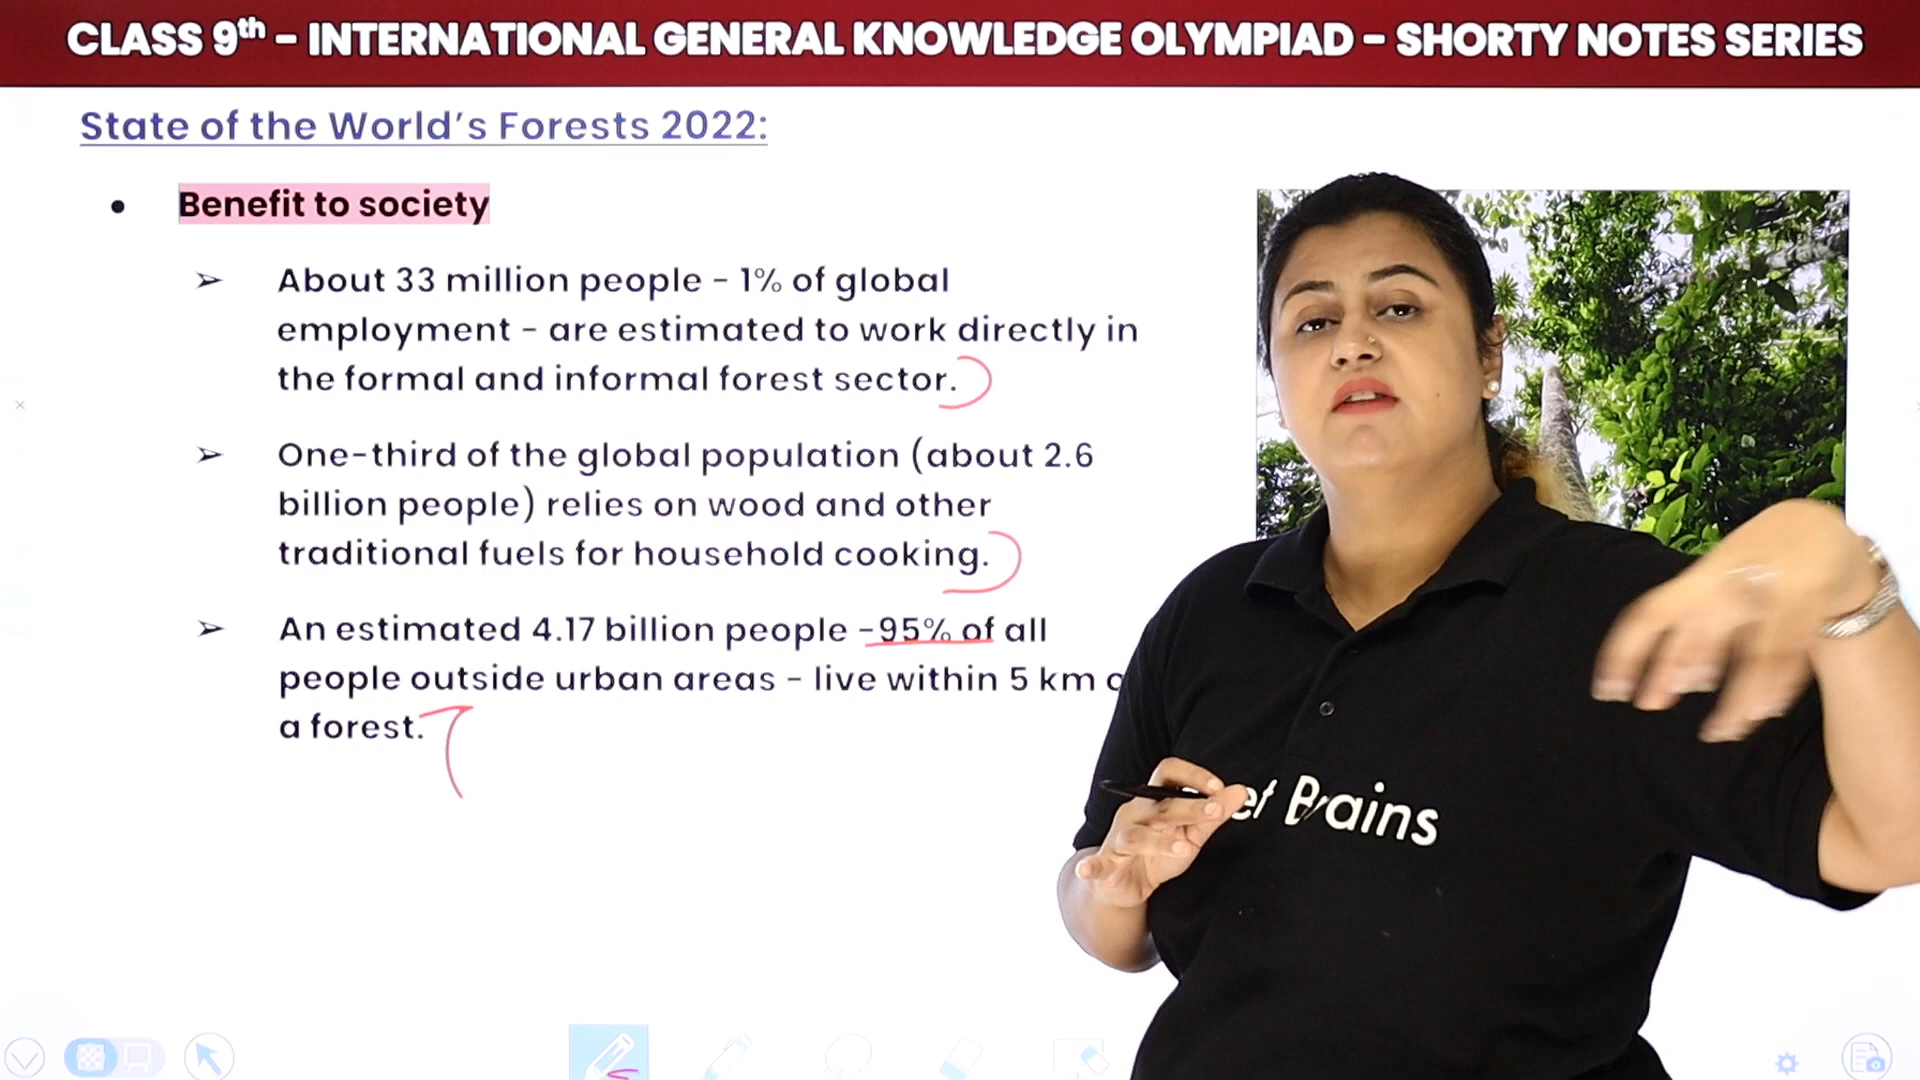 CLASS 9th - INTERNATIONAL GENERAL KNOWLEDGE OLYMPIAD - SHORTY NOTES SERIES
State of the World's Forests 2022:
• Benefit to society
➢ About 33 million people - 1% of global
employment - are estimated to work directly in
the formal and informal forest sector.
➢ One-third of the global population (about 2.6
billion people) relies on wood and other
traditional fuels for household cooking.
➢ An estimated 4.17 billion people -95% of all
people outside urban areas - live within 5 km
a forest.
Brains